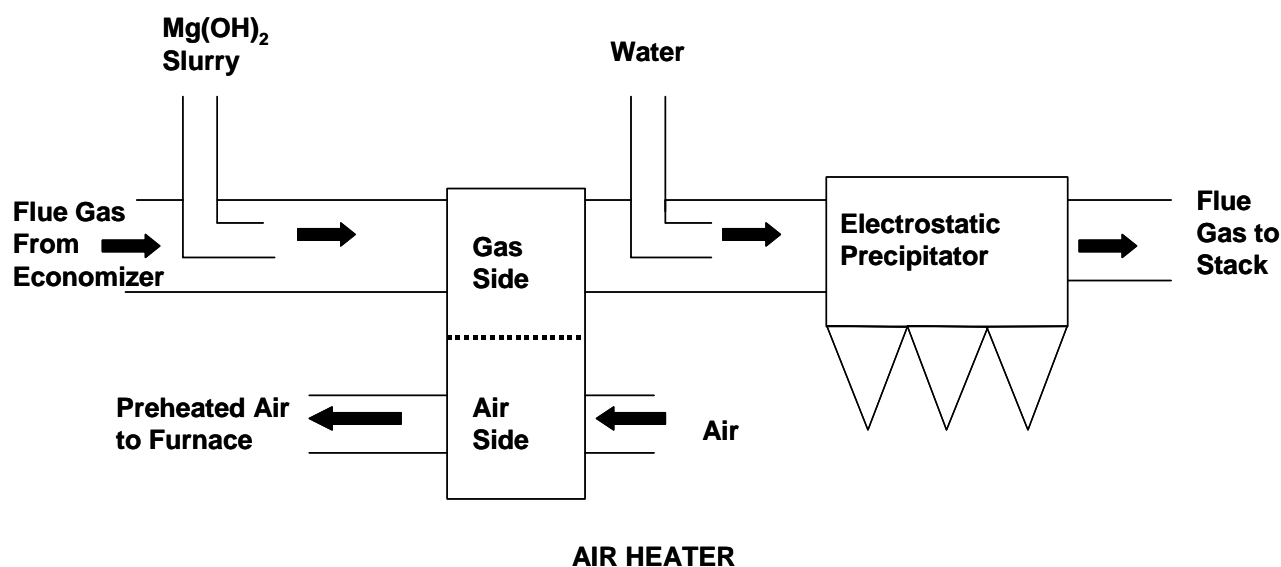 Mg(OH)₂
Slurry
Water
Flue Gas
From
Economizer
Gas
Side
Electrostatic
Precipitator
Flue
Gas to
Stack
Preheated Air
to Furnace
Air
Side
Air
AIR HEATER